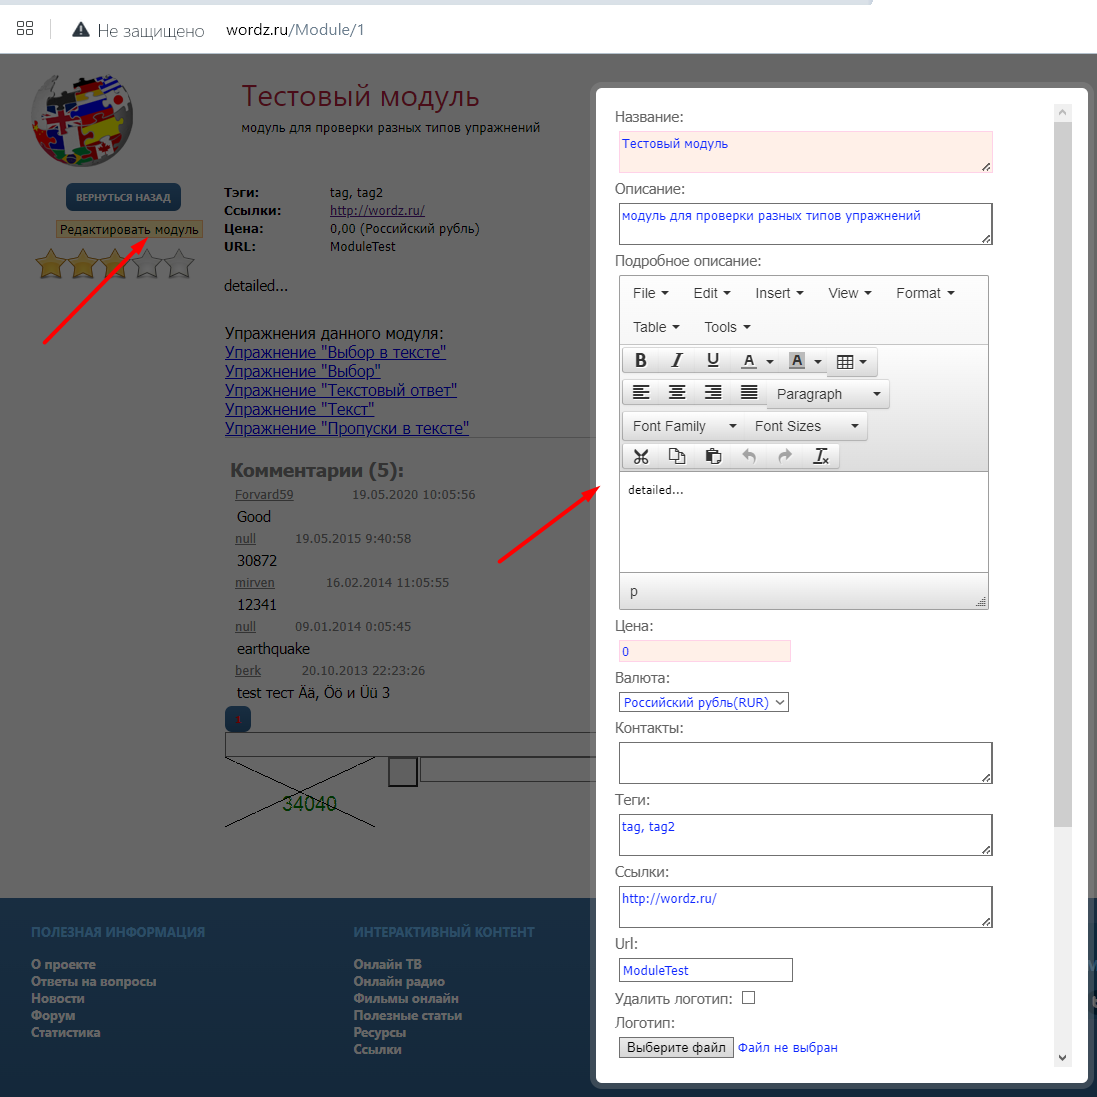 Не защищено wordz.ru/Module/1
Тестовый модуль
модуль для проверки разных типов упражнений
ВЕРНУТЬСЯ НАЗАД
Редактировать модуль
Тэги: tag, tag2
Ссылки: http://wordz.ru/
Цена: 0,00 (Российский рубль)
URL: ModuleTest
detailed...
Упражнения данного модуля:
Упражнение "Выбор в тексте"
Упражнение "Выбор"
Упражнение "Текстовый ответ"
Упражнение "Текст"
Упражнение "Пропуски в тексте"
Комментарии (5):
Forvard59 19.05.2020 10:05:56
Good
null 19.05.2015 9:40:58
30872
mirven 16.02.2014 11:05:55
12341
null 09.01.2014 0:05:45
earthquake
berk 20.10.2013 22:23:26
test тест Ää, Öö и Üü 3
1
34040
Название:
Тестовый модуль
Описание:
модуль для проверки разных типов упражнений
Подробное описание:
File Edit Insert View Format
Table Tools
B I U A A
Paragraph
Font Family Font Sizes
detailed...
p
Цена:
0
Валюта:
Российский рубль(RUR)
Контакты:
Теги:
tag, tag2
Ссылки:
http://wordz.ru/
Url:
ModuleTest
Удалить логотип:
Логотип:
Выберите файл Файл не выбран
ПОЛЕЗНАЯ ИНФОРМАЦИЯ
О проекте
Ответы на вопросы
Новости
Форум
Статистика
ИНТЕРАКТИВНЫЙ КОНТЕНТ
Онлайн ТВ
Онлайн радио
Фильмы онлайн
Полезные статьи
Ресурсы
Ссылки